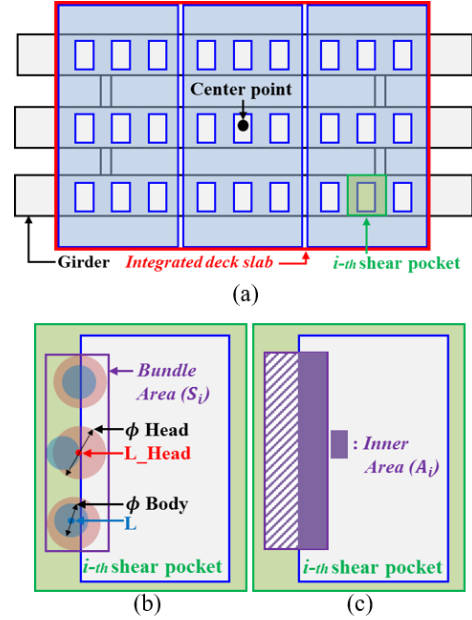 Center point
Girder
Integrated deck slab
i-th shear pocket
(a)
Bundle
Area (Si)
ϕ Head
L_Head
ϕ Body
L
i-th shear pocket
(b)
: Inner
Area (Ai)
i-th shear pocket
(c)